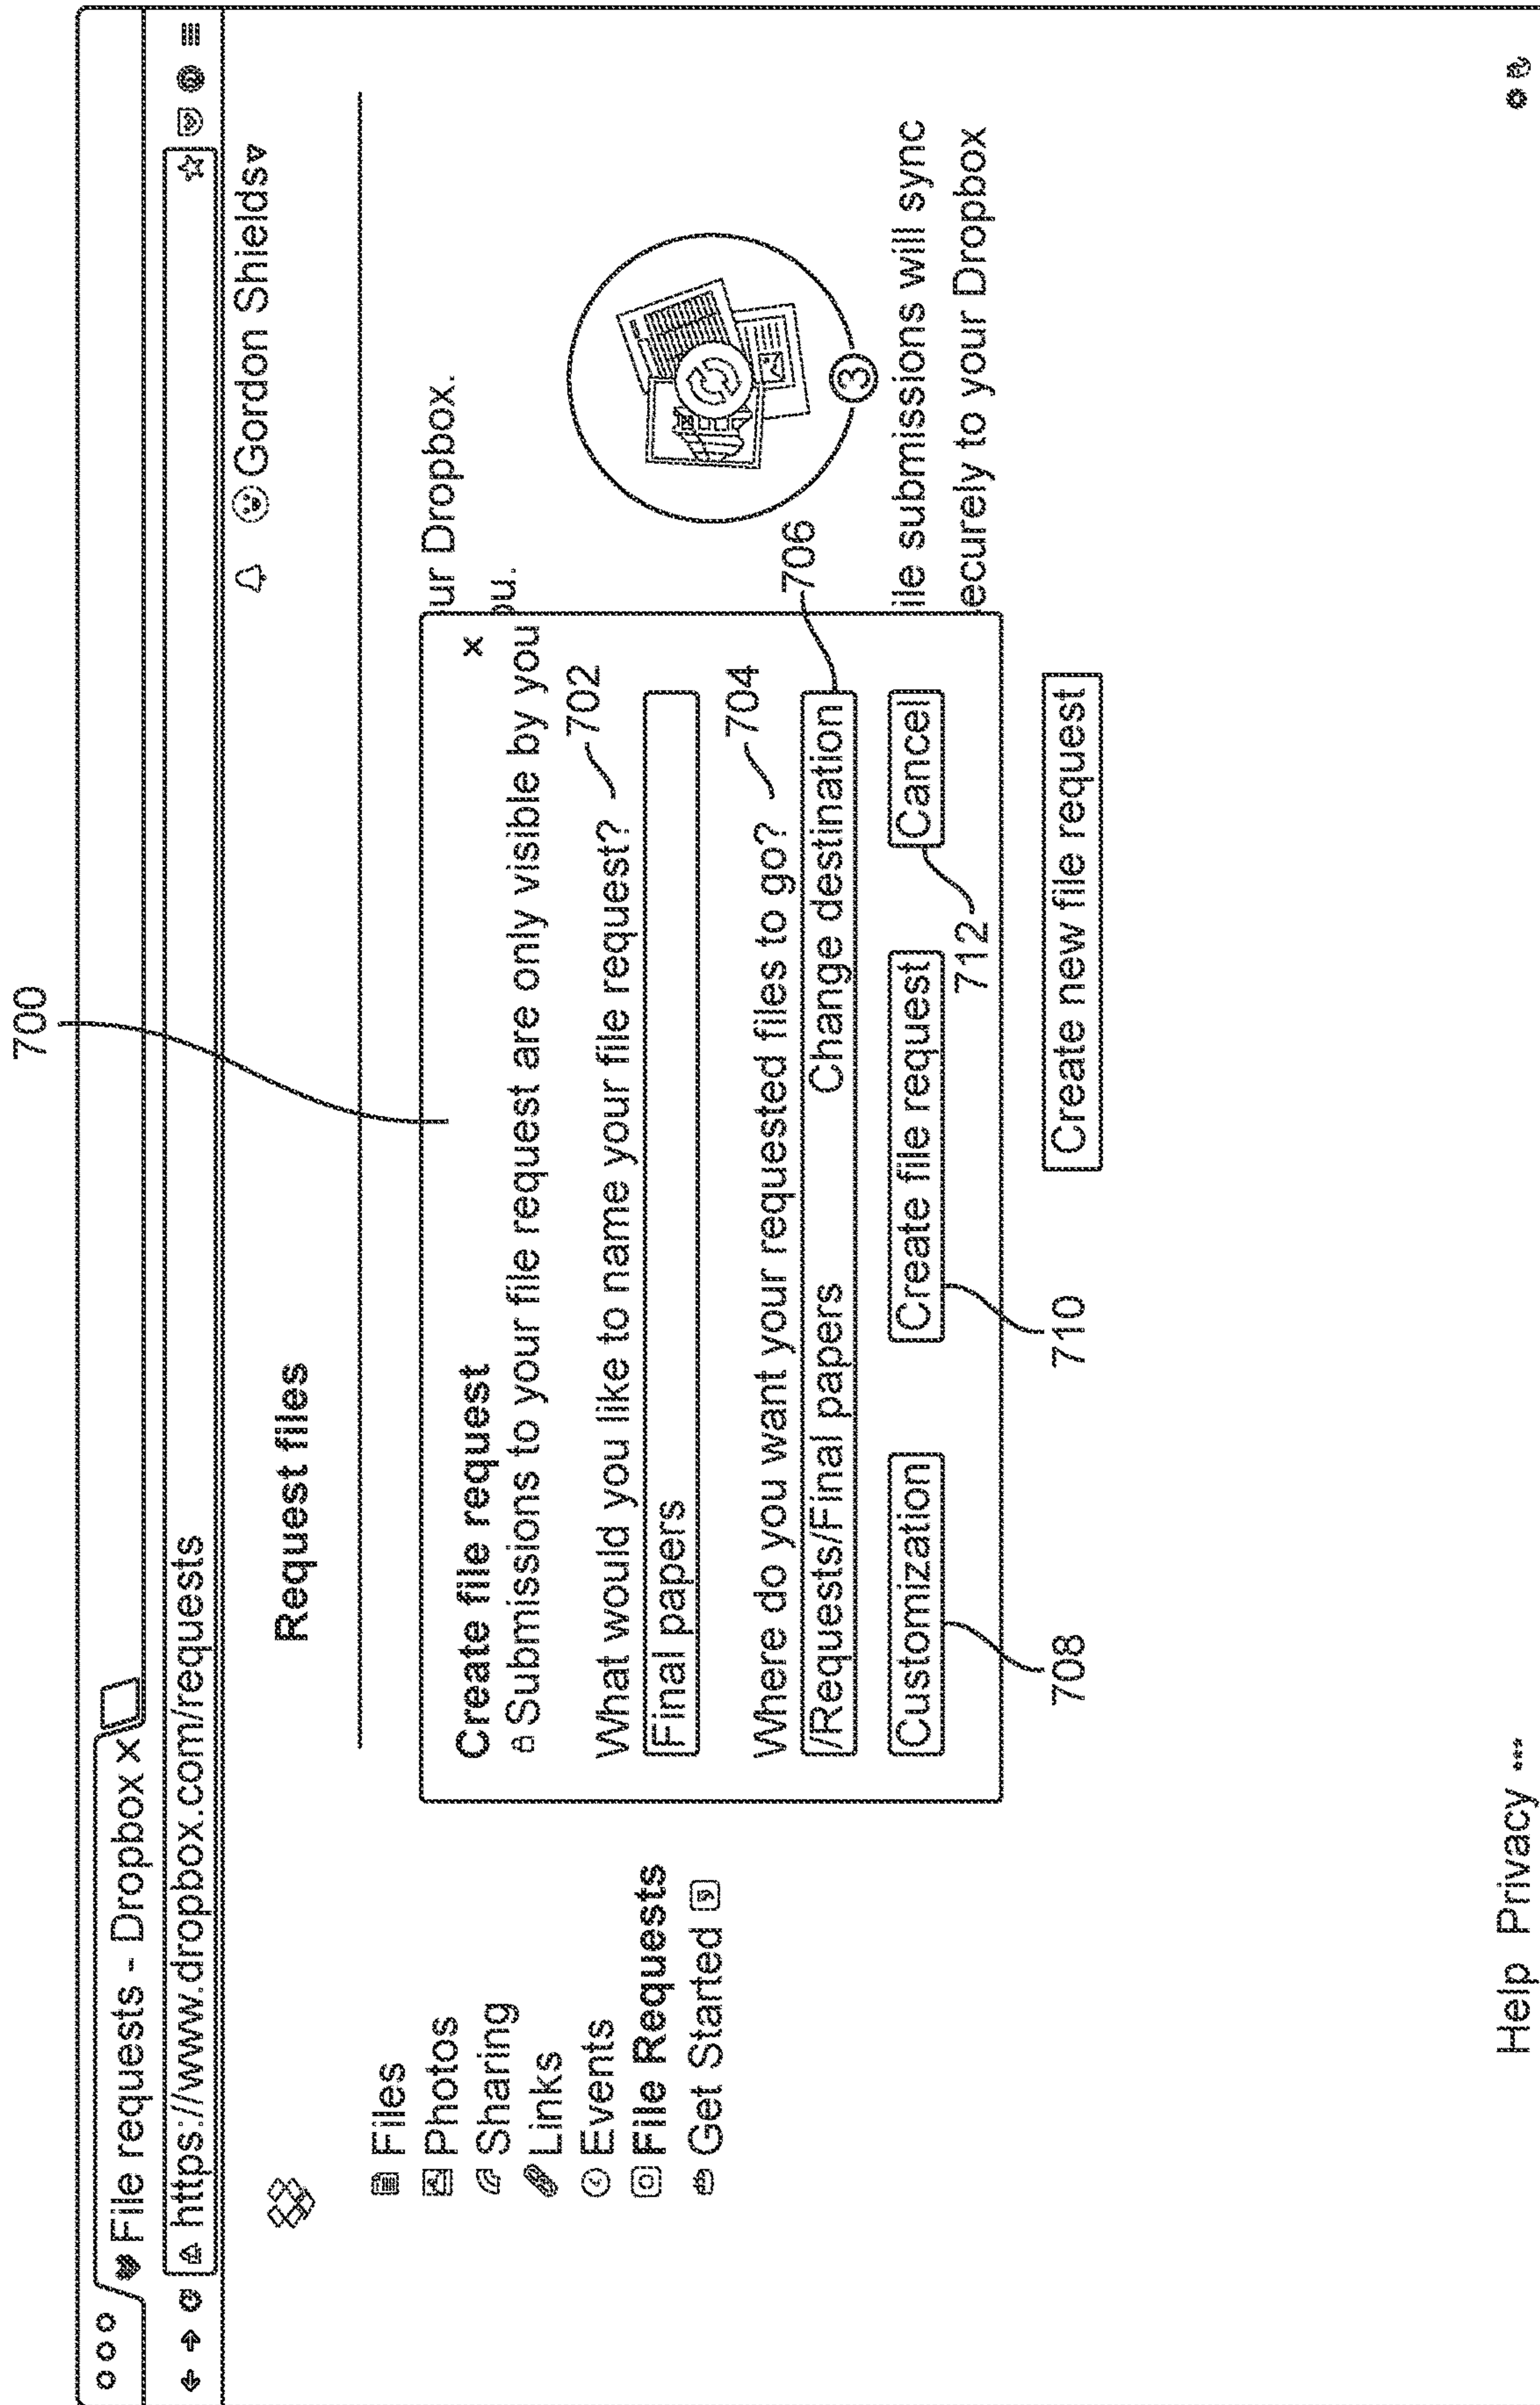 700
File requests - Dropbox X
https://www.dropbox.com/requests
Gordon Shields
Request files
Files
Photos
Sharing
Links
Events
File Requests
Get Started
ur Dropbox.
ou.
Create file request
x
Submissions to your file request are only visible by you
What would you like to name your file request?
702
Final papers
Where do you want your requested files to go?
704
/Requests/Final papers
Change destination
706
Customization
Create file request
Cancel
708
710
712
3
ile submissions will sync
ecurely to your Dropbox
Create new file request
Help Privacy ...